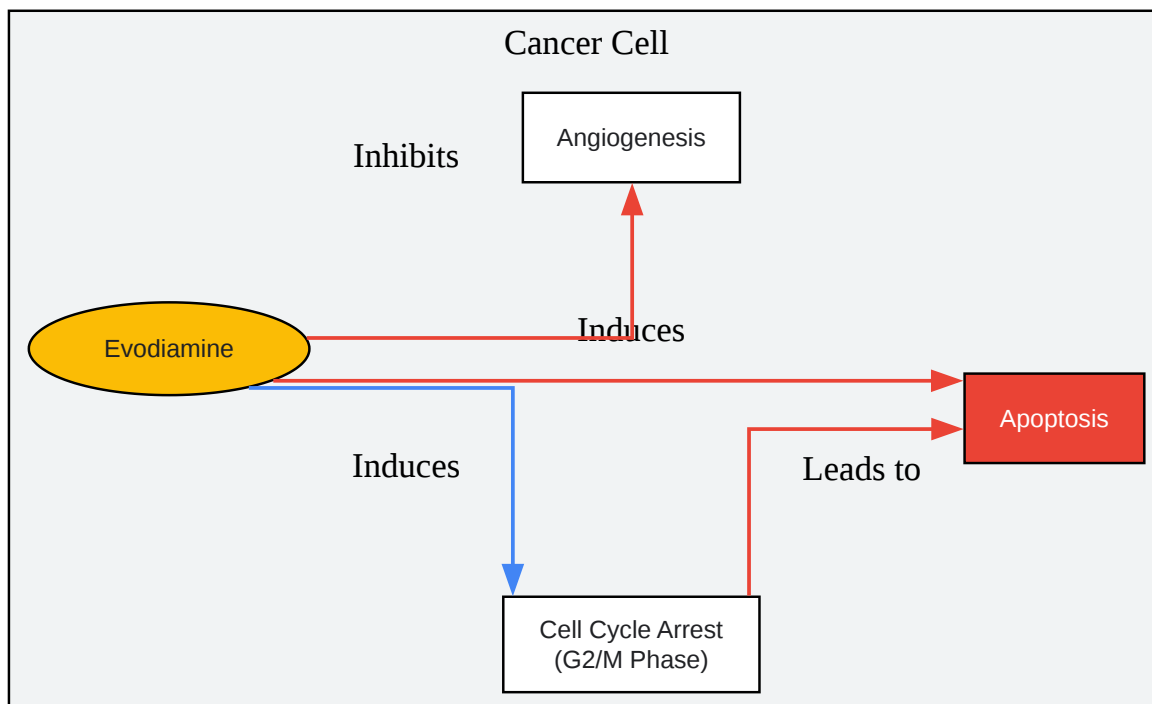 Cancer Cell
Angiogenesis
Inhibits
Induces
Evodiamine
Apoptosis
Induces
Leads to
Cell Cycle Arrest
(G2/M Phase)